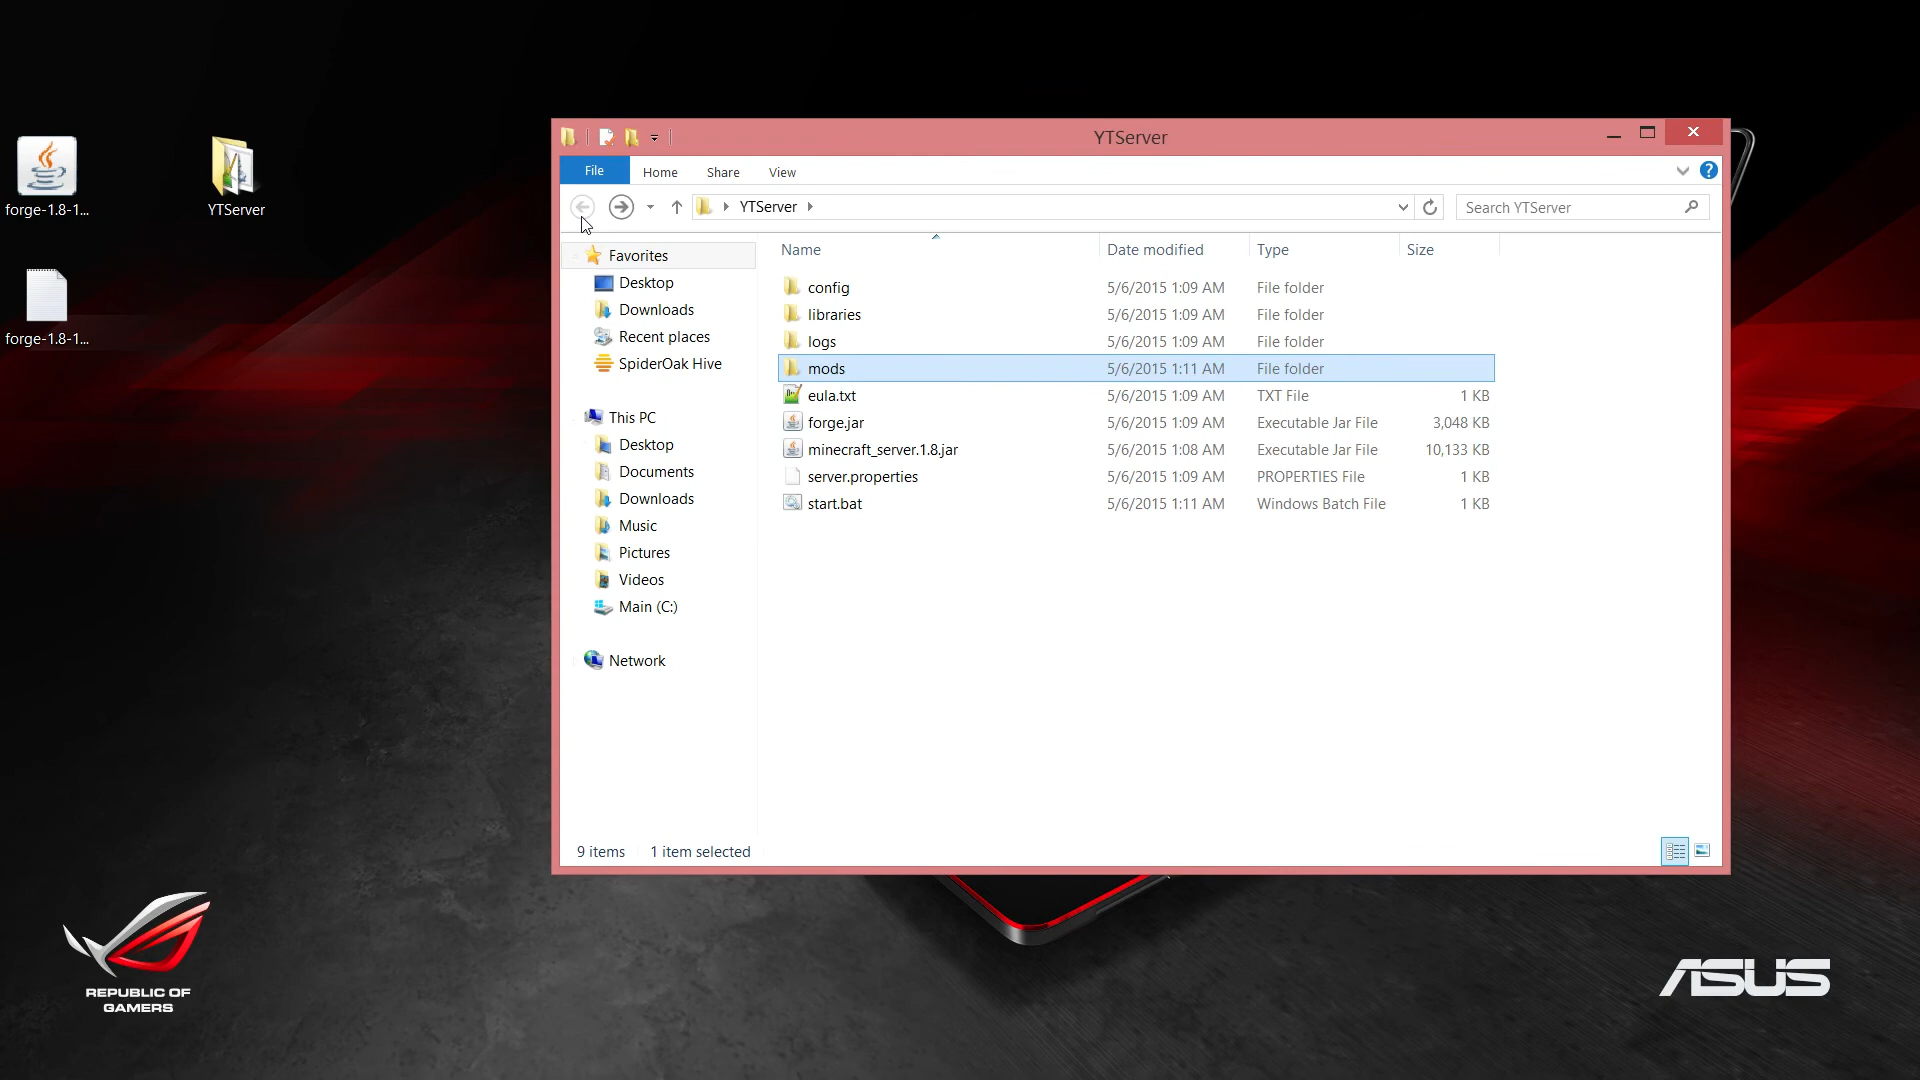 forge-1.8-1...
YTServer
forge-1.8-1...
YTServer
File Home Share View
YTServer
Search YTServer
Favorites
Desktop
Downloads
Recent places
SpiderOak Hive
This PC
Desktop
Documents
Downloads
Music
Pictures
Videos
Main (C:)
Network
Name Date modified Type Size
config 5/6/2015 1:09 AM File folder
libraries 5/6/2015 1:09 AM File folder
logs 5/6/2015 1:09 AM File folder
mods 5/6/2015 1:11 AM File folder
eula.txt 5/6/2015 1:09 AM TXT File 1 KB
forge.jar 5/6/2015 1:09 AM Executable Jar File 3,048 KB
minecraft_server.1.8.jar 5/6/2015 1:08 AM Executable Jar File 10,133 KB
server.properties 5/6/2015 1:09 AM PROPERTIES File 1 KB
start.bat 5/6/2015 1:11 AM Windows Batch File 1 KB
9 items 1 item selected
REPUBLIC OF
GAMERS
ASUS